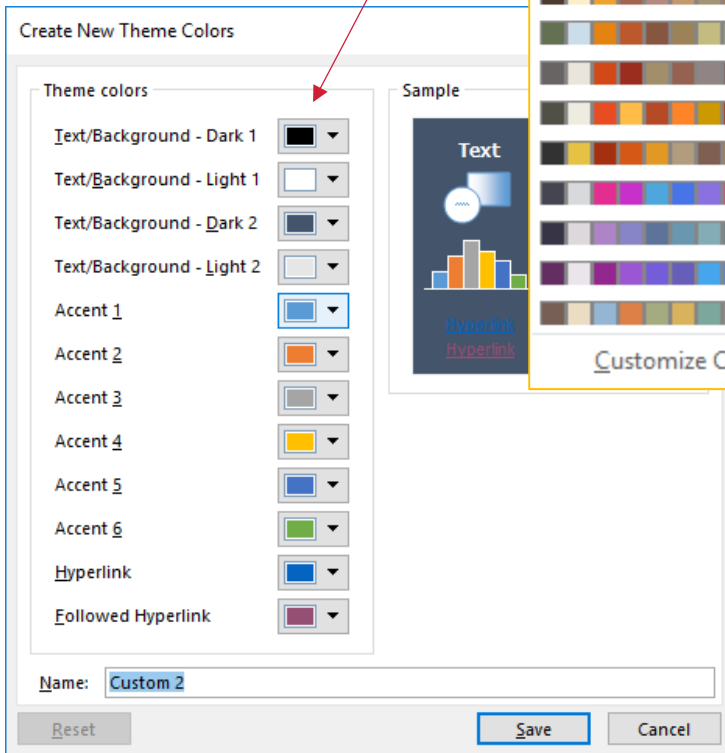 Create New Theme Colors
Theme colors
Text/Background - Dark 1
Text/Background - Light 1
Text/Background - Dark 2
Text/Background - Light 2
Accent 1
Accent 2
Accent 3
Accent 4
Accent 5
Accent 6
Hyperlink
Followed Hyperlink
Sample
Text
Hyperlink
Hyperlink
Customize C
Name: Custom 2
Reset
Save
Cancel